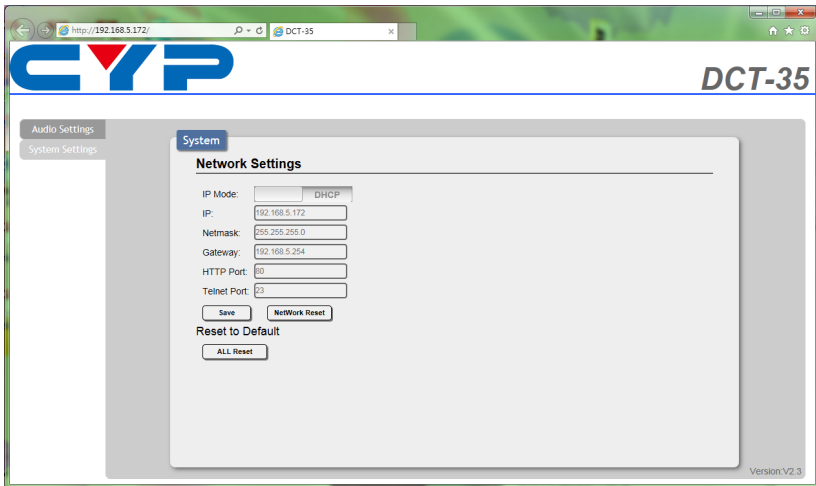 http://192.168.5.172/
DCT-35
CYP
DCT-35
Audio Settings
System Settings
System
Network Settings
IP Mode: DHCP
IP: 192.168.5.172
Netmask: 255.255.255.0
Gateway: 192.168.5.254
HTTP Port: 80
Telnet Port: 23
Save NetWork Reset
Reset to Default
ALL Reset
Version:V2.3